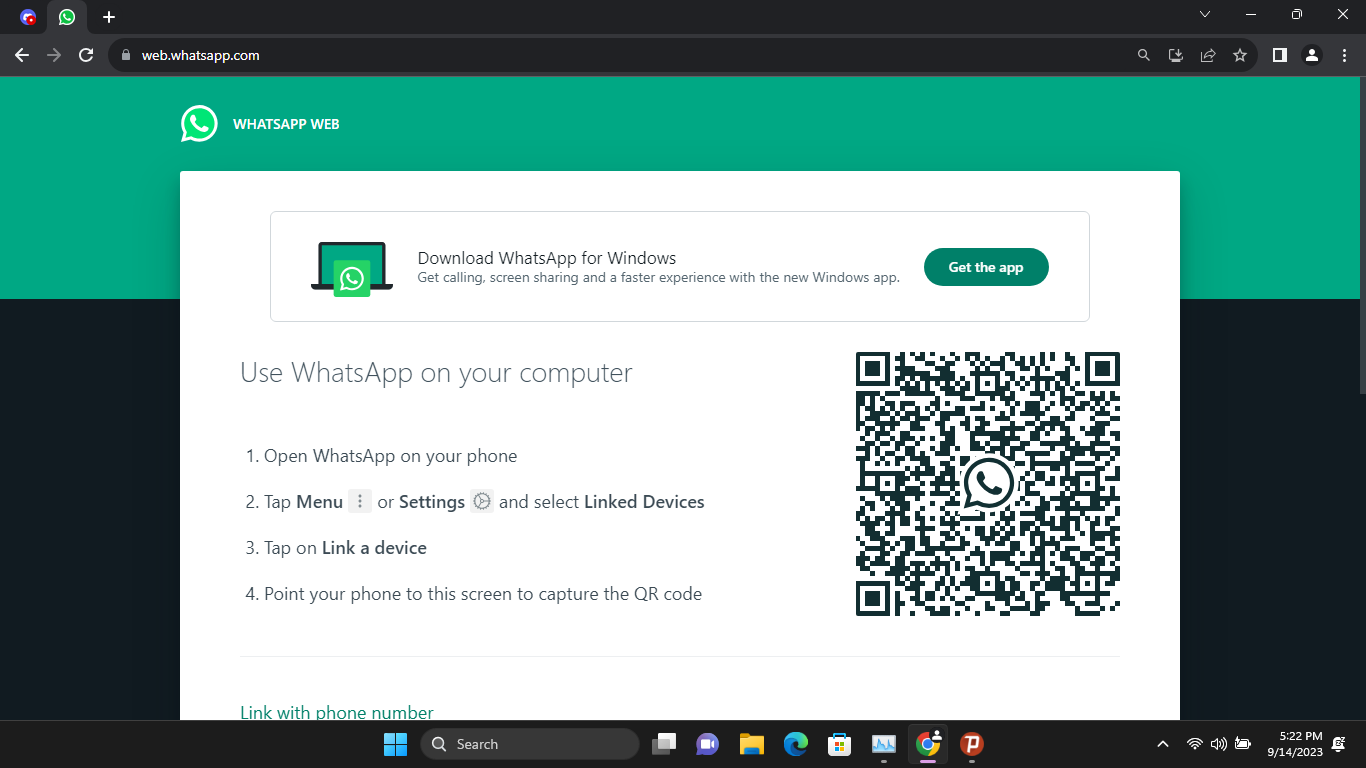 web.whatsapp.com
WHATSAPP WEB
Download WhatsApp for Windows
Get calling, screen sharing and a faster experience with the new Windows app.
Get the app
Use WhatsApp on your computer
1. Open WhatsApp on your phone
2. Tap Menu or Settings and select Linked Devices
3. Tap on Link a device
4. Point your phone to this screen to capture the QR code
Link with phone number
Search
5:22 PM
9/14/2023